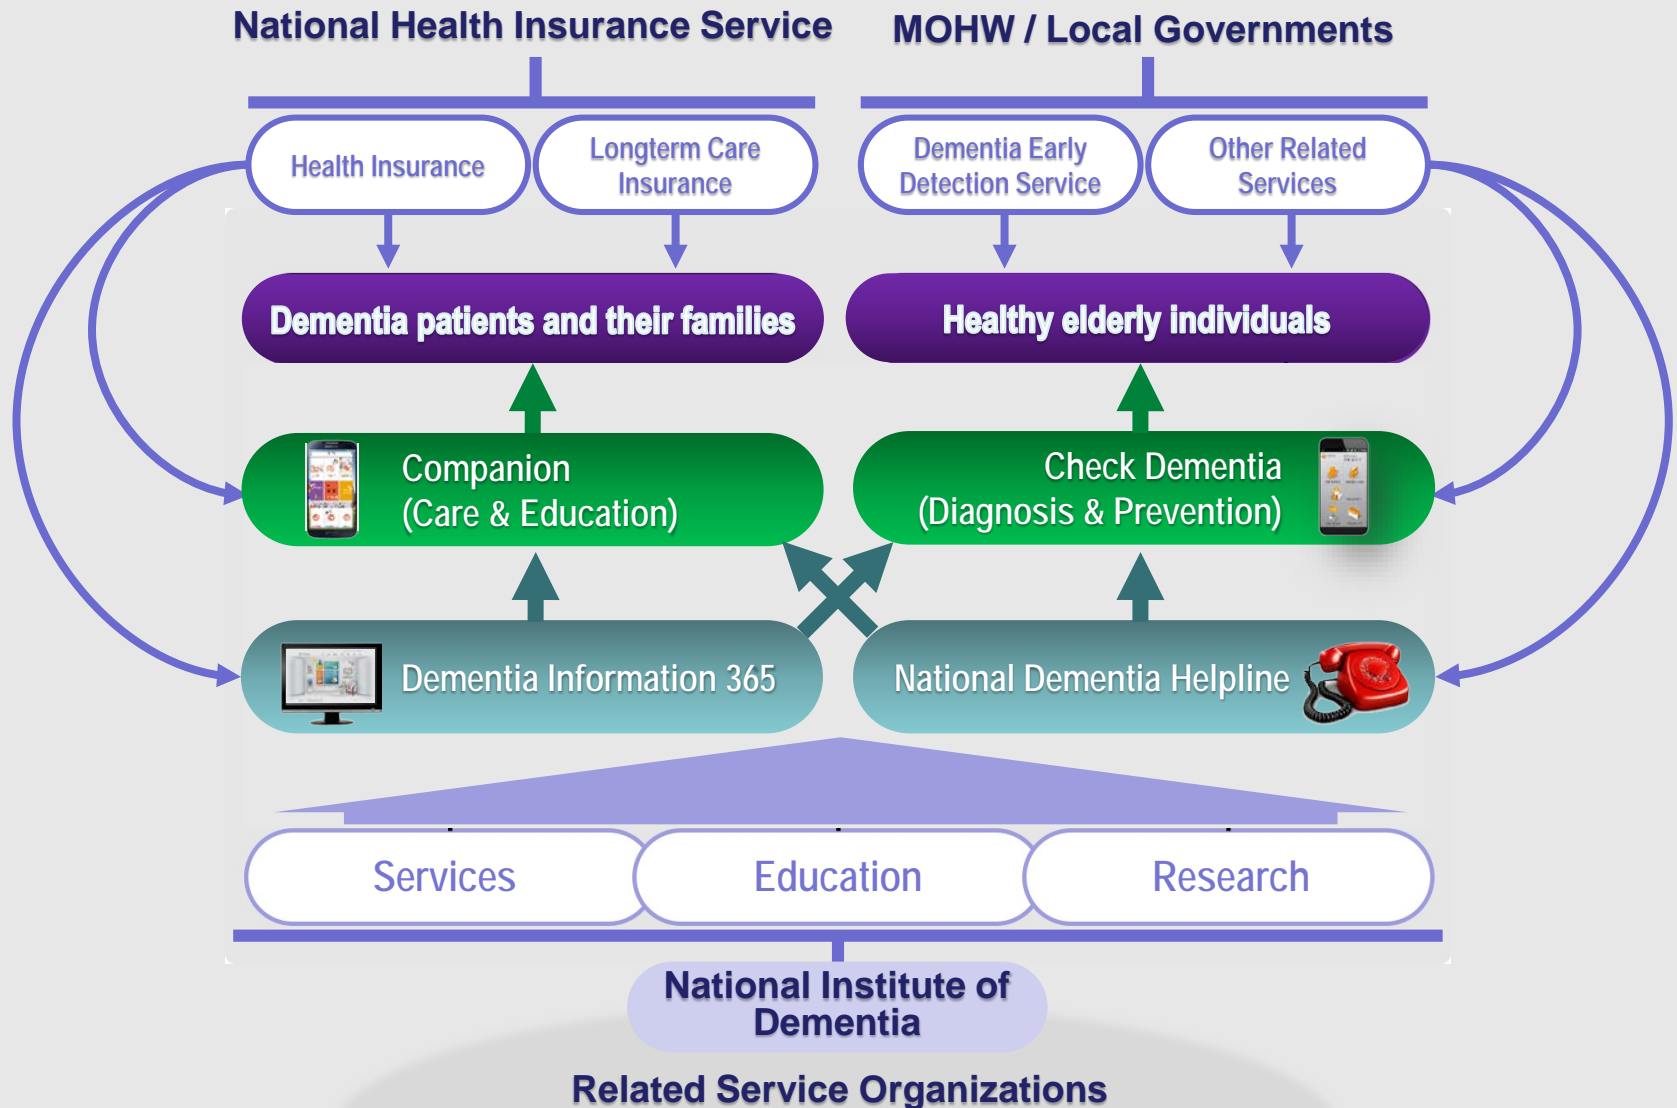 National Health Insurance Service
MOHW / Local Governments
Health Insurance
Longterm Care
Insurance
Dementia Early
Detection Service
Other Related
Services
Dementia patients and their families
Healthy elderly individuals
Companion
(Care & Education)
Check Dementia
(Diagnosis & Prevention)
Dementia Information 365
National Dementia Helpline
Services
Education
Research
National Institute of
Dementia
Related Service Organizations